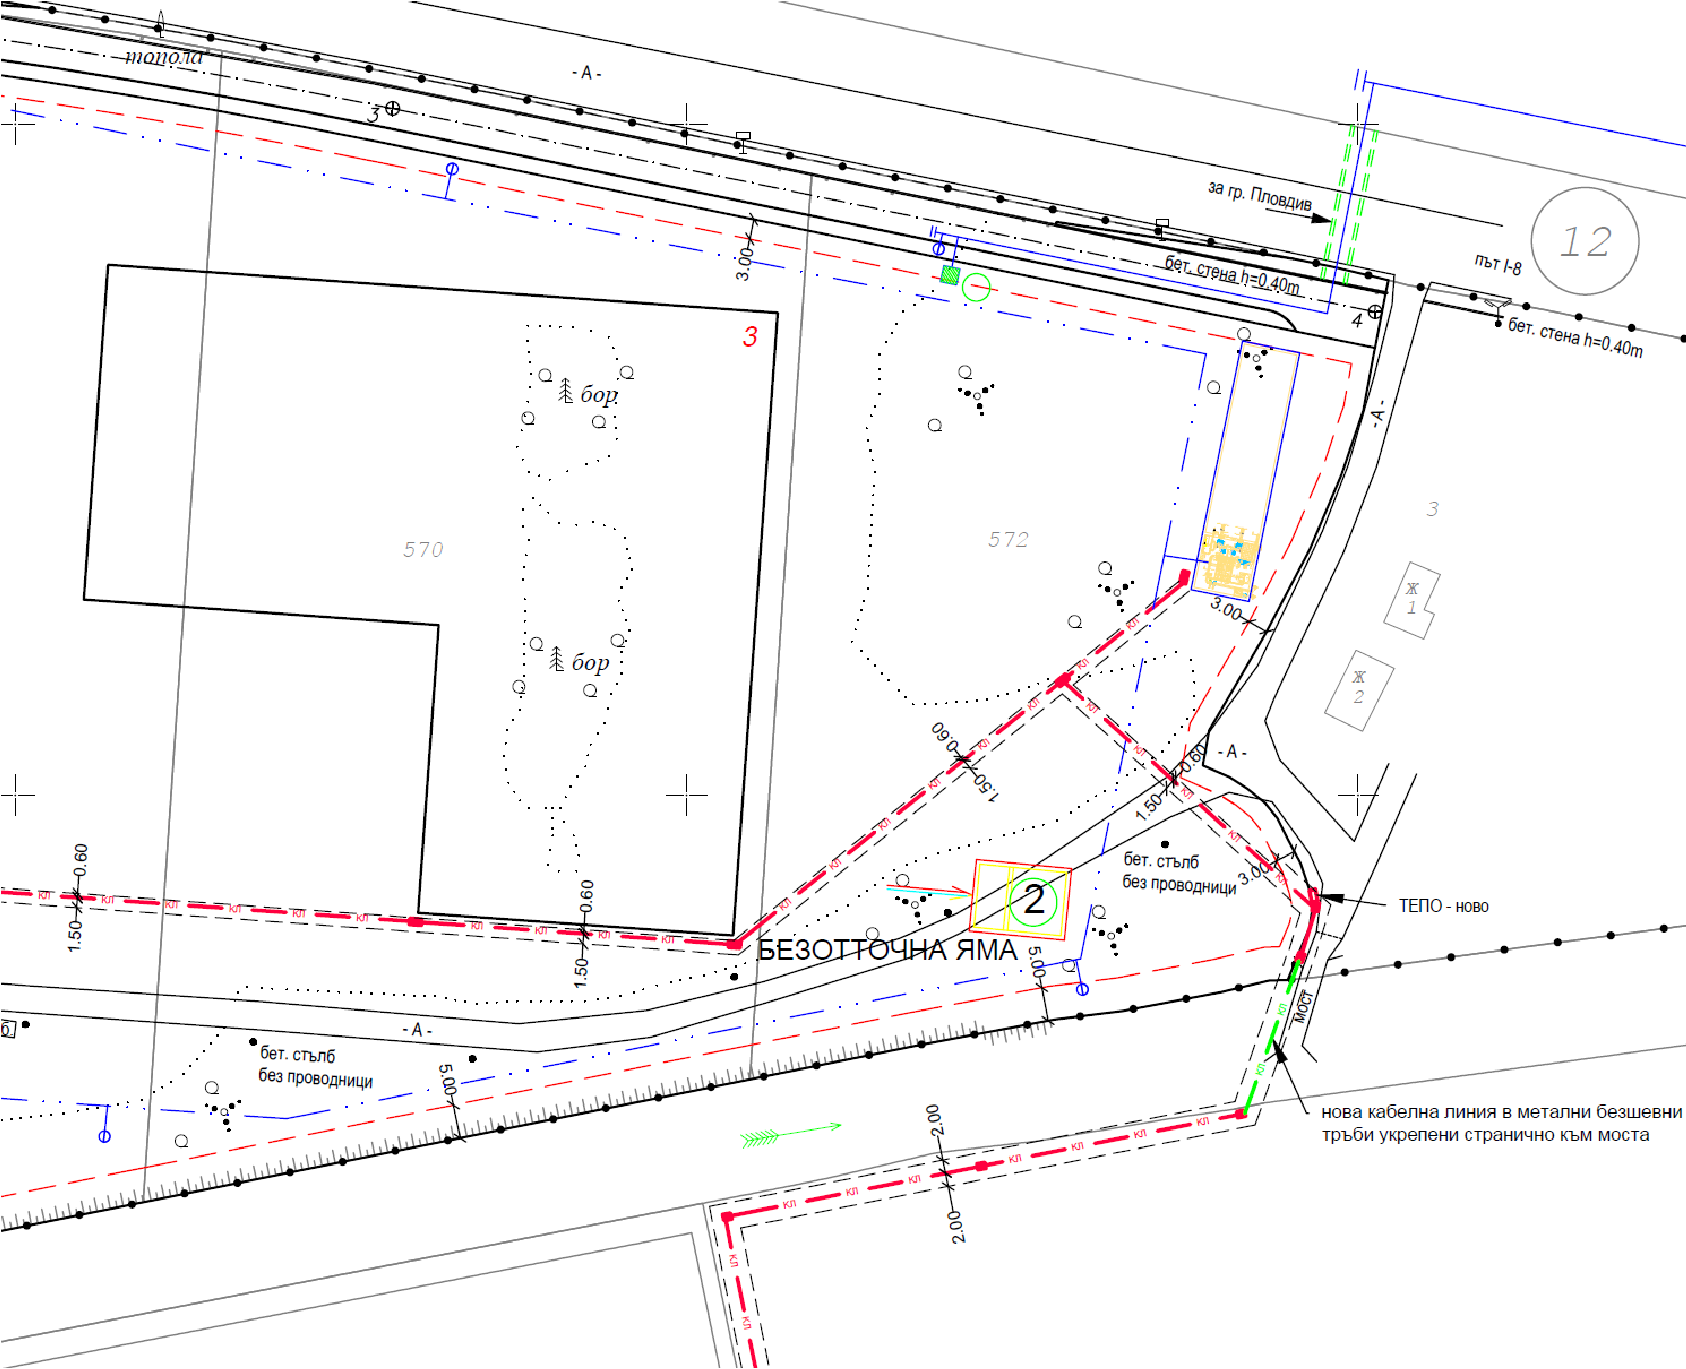 топола
- А -
3
за гр. Пловдив
12
път I-8
бет. стена h=0.40m
3.00
4
бет. стена h=0.40m
3
бор
- А -
570
572
3
Ж
1
3.00
бор
Ж
2
КЛ
0.60
1.50
0.60
1.50
- А -
бет. стълб
без проводници
3.00
2
ТЕПО - ново
0.60
1.50
0.60
1.50
БЕЗОТТОЧНА ЯМА
5.00
мост
- А -
бет. стълб
без проводници
5.00
нова кабелна линия в метални безшевни
тръби укрепени странично към моста
2.00
2.00